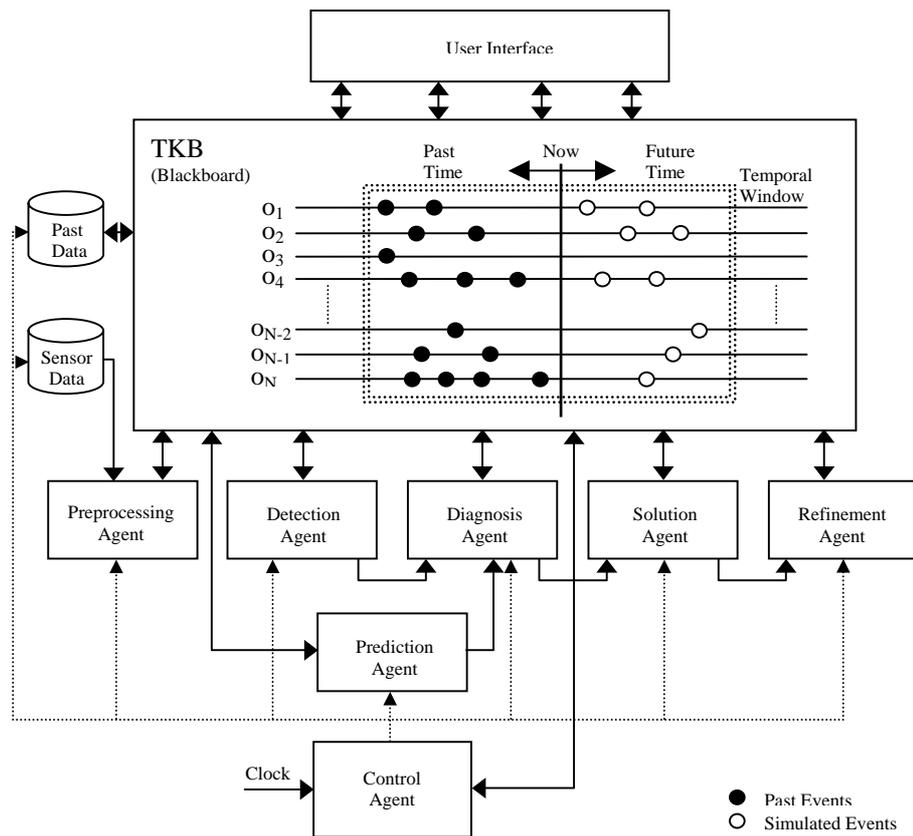 User Interface
TKB
(Blackboard)
Past
Time
Now
Future
Time
Temporal
Window
Past
Data
Sensor
Data
O1
O2
O3
O4
ON-2
ON-1
ON
Preprocessing
Agent
Detection
Agent
Diagnosis
Agent
Solution
Agent
Refinement
Agent
Prediction
Agent
Clock
Control
Agent
Past Events
Simulated Events